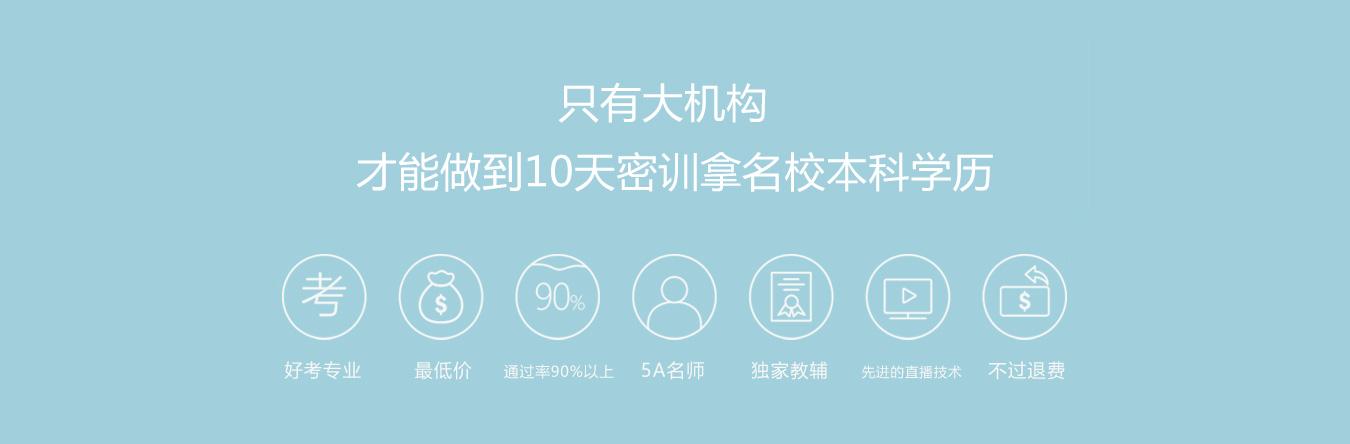 只有大机构
才能做到10天密训拿名校本科学历
考
$
90%
$
好考专业
最低价
通过率90%以上
5A名师
独家教辅
先进的直播技术
不过退费